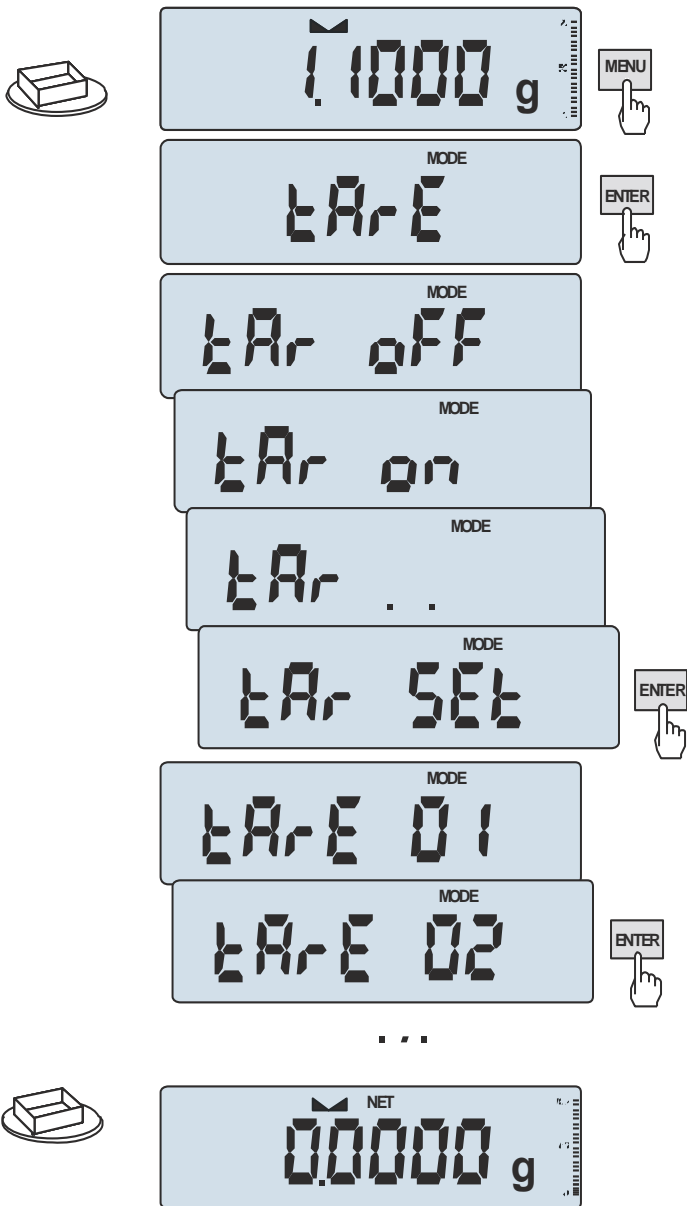 1.1000 g MENU
MODE
tArE ENTER
MODE
tAr oFF
MODE
tAr on
MODE
tAr . .
MODE
tAr SEt ENTER
MODE
tArE 01
MODE
tArE 02 ENTER
NET
0.0000 g